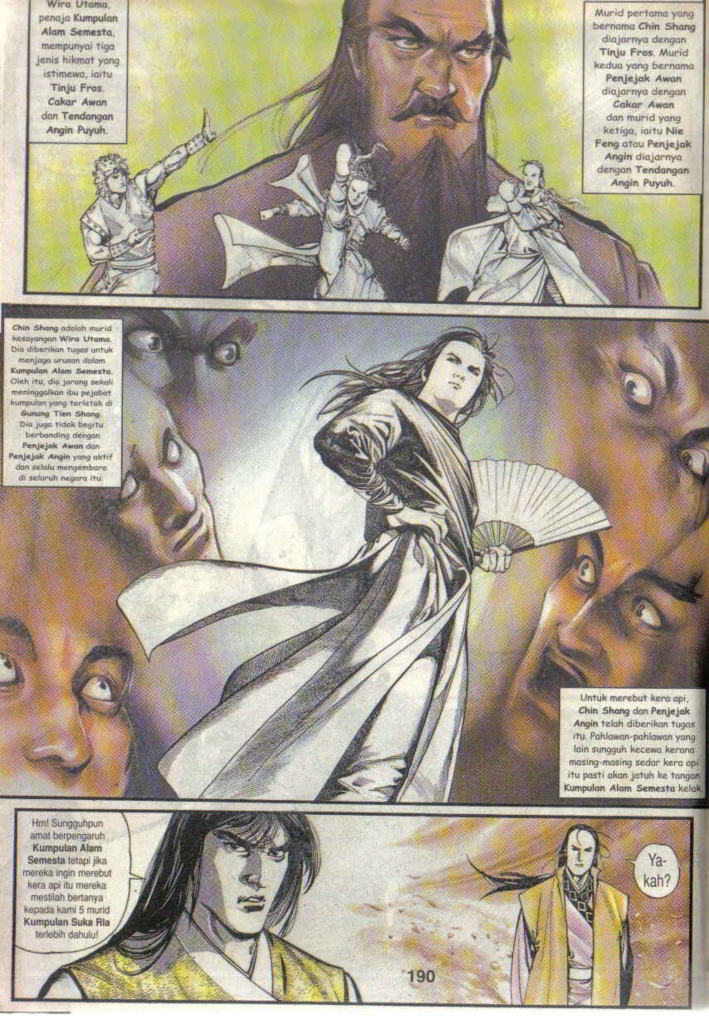 Wira Utama,
penaja Kumpulan
Alam Semesta,
mempunyai tiga
jenis hikmat yang
istimewa, iaitu
Tinju Fros.
Cakar Awan
dan Tendangan
Angin Puyuh.
Murid pertama yang
bernama Chin Shang
diajarnya dengan
Tinju Fros. Murid
kedua yang bernama
Penjejak Awan
diajarnya dengan
Cakar Awan
dan murid yang
ketiga, iaitu Nie
Feng atau Penjejak
Angin diajarnya
dengan Tendangan
Angin Puyuh.
Chin Shang adalah murid
kesayangan Wira Utama.
Dia diberikan tugas untuk
menjaga urusan dalam
Kumpulan Alam Semesta.
Oleh itu, dia jarang sekali
meninggalkan ibu pejabat
kumpulan yang terletak di
Gunung Tien Shang.
Dia juga tidak begitu
berbanding dengan
Penjejak Awan dan
Penjejak Angin yang aktif
dan selalu mengembara
di seluruh negara itu.
Untuk merebut kera api,
Chin Shang dan Penjejak
Angin telah diberikan tugas
itu. Pahlawan-pahlawan yang
lain sungguh kecewa kerana
masing-masing sedar kera api
itu pasti akan jatuh ke tangan
Kumpulan Alam Semesta kelak
Hm! Sungguhpun
amat berpengaruh
Kumpulan Alam
Semesta tetapi jika
mereka ingin merebut
kera api itu mereka
mestilah bertanya
kepada kami 5 murid
Kumpulan Suka Ria
terlebih dahulu!
Ya-
kah?
190